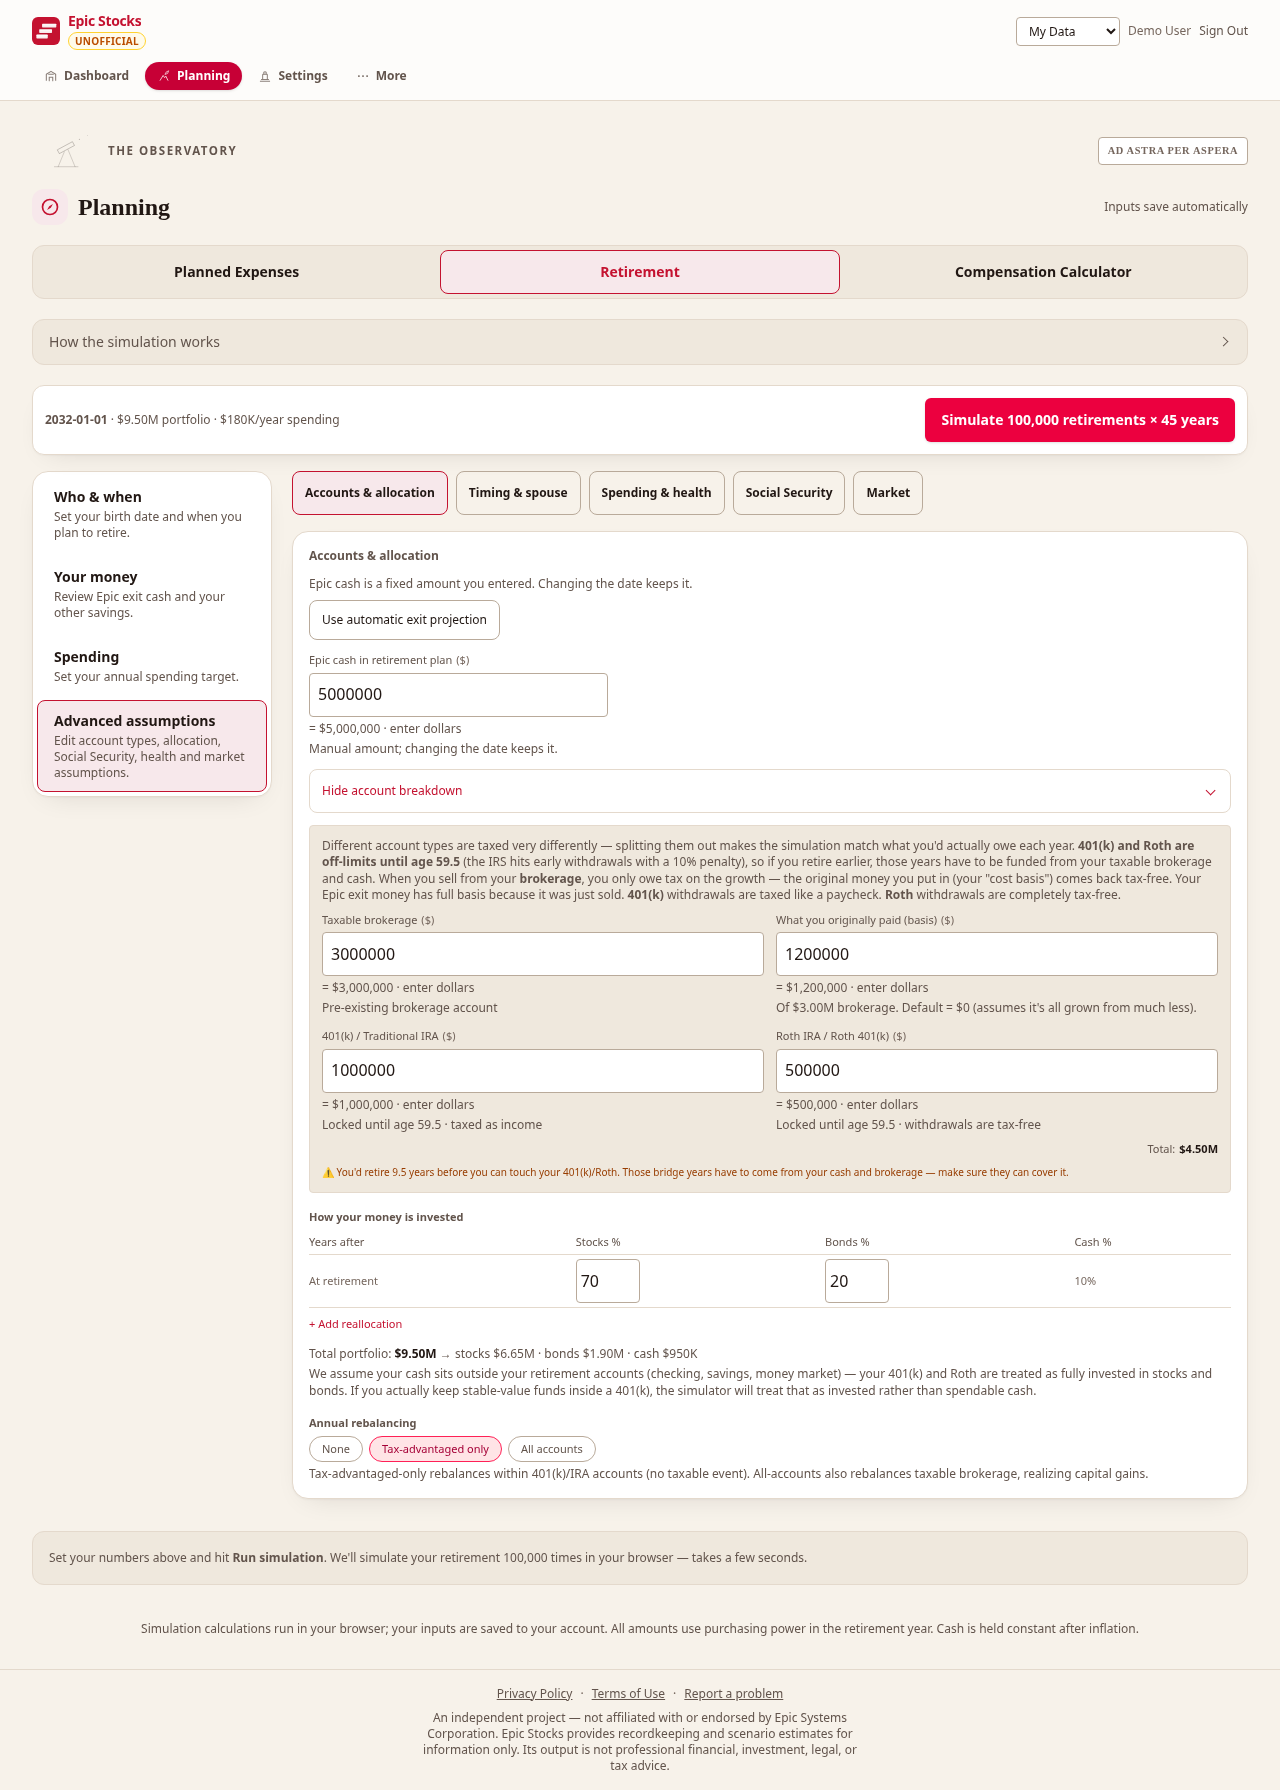 Epic Stocks
UNOFFICIAL
My Data
Demo User
Sign Out
Dashboard
Planning
Settings
More
THE OBSERVATORY
AD ASTRA PER ASPERA
Planning
Inputs save automatically
Planned Expenses
Retirement
Compensation Calculator
How the simulation works
2032-01-01 · $9.50M portfolio · $180K/year spending
Simulate 100,000 retirements × 45 years
Who & when
Set your birth date and when you
plan to retire.
Your money
Review Epic exit cash and your
other savings.
Spending
Set your annual spending target.
Advanced assumptions
Edit account types, allocation,
Social Security, health and market
assumptions.
Accounts & allocation
Timing & spouse
Spending & health
Social Security
Market
Accounts & allocation
Epic cash is a fixed amount you entered. Changing the date keeps it.
Use automatic exit projection
Epic cash in retirement plan ($)
5000000
= $5,000,000 · enter dollars
Manual amount; changing the date keeps it.
Hide account breakdown
Different account types are taxed very differently — splitting them out makes the simulation match what you'd actually owe each year. 401(k) and Roth are
off-limits until age 59.5 (the IRS hits early withdrawals with a 10% penalty), so if you retire earlier, those years have to be funded from your taxable brokerage
and cash. When you sell from your brokerage, you only owe tax on the growth — the original money you put in (your "cost basis") comes back tax-free. Your
Epic exit money has full basis because it was just sold. 401(k) withdrawals are taxed like a paycheck. Roth withdrawals are completely tax-free.
Taxable brokerage ($)
What you originally paid (basis) ($)
3000000
1200000
= $3,000,000 · enter dollars
= $1,200,000 · enter dollars
Pre-existing brokerage account
Of $3.00M brokerage. Default = $0 (assumes it's all grown from much less).
401(k) / Traditional IRA ($)
Roth IRA / Roth 401(k) ($)
1000000
500000
= $1,000,000 · enter dollars
= $500,000 · enter dollars
Locked until age 59.5 · taxed as income
Locked until age 59.5 · withdrawals are tax-free
Total: $4.50M
⚠️ You'd retire 9.5 years before you can touch your 401(k)/Roth. Those bridge years have to come from your cash and brokerage — make sure they can cover it.
How your money is invested
Years after
Stocks %
Bonds %
Cash %
At retirement
70
20
10%
+ Add reallocation
Total portfolio: $9.50M → stocks $6.65M · bonds $1.90M · cash $950K
We assume your cash sits outside your retirement accounts (checking, savings, money market) — your 401(k) and Roth are treated as fully invested in stocks and
bonds. If you actually keep stable-value funds inside a 401(k), the simulator will treat that as invested rather than spendable cash.
Annual rebalancing
None
Tax-advantaged only
All accounts
Tax-advantaged-only rebalances within 401(k)/IRA accounts (no taxable event). All-accounts also rebalances taxable brokerage, realizing capital gains.
Set your numbers above and hit Run simulation. We'll simulate your retirement 100,000 times in your browser — takes a few seconds.
Simulation calculations run in your browser; your inputs are saved to your account. All amounts use purchasing power in the retirement year. Cash is held constant after inflation.
Privacy Policy · Terms of Use · Report a problem
An independent project — not affiliated with or endorsed by Epic Systems
Corporation. Epic Stocks provides recordkeeping and scenario estimates for
information only. Its output is not professional financial, investment, legal, or
tax advice.